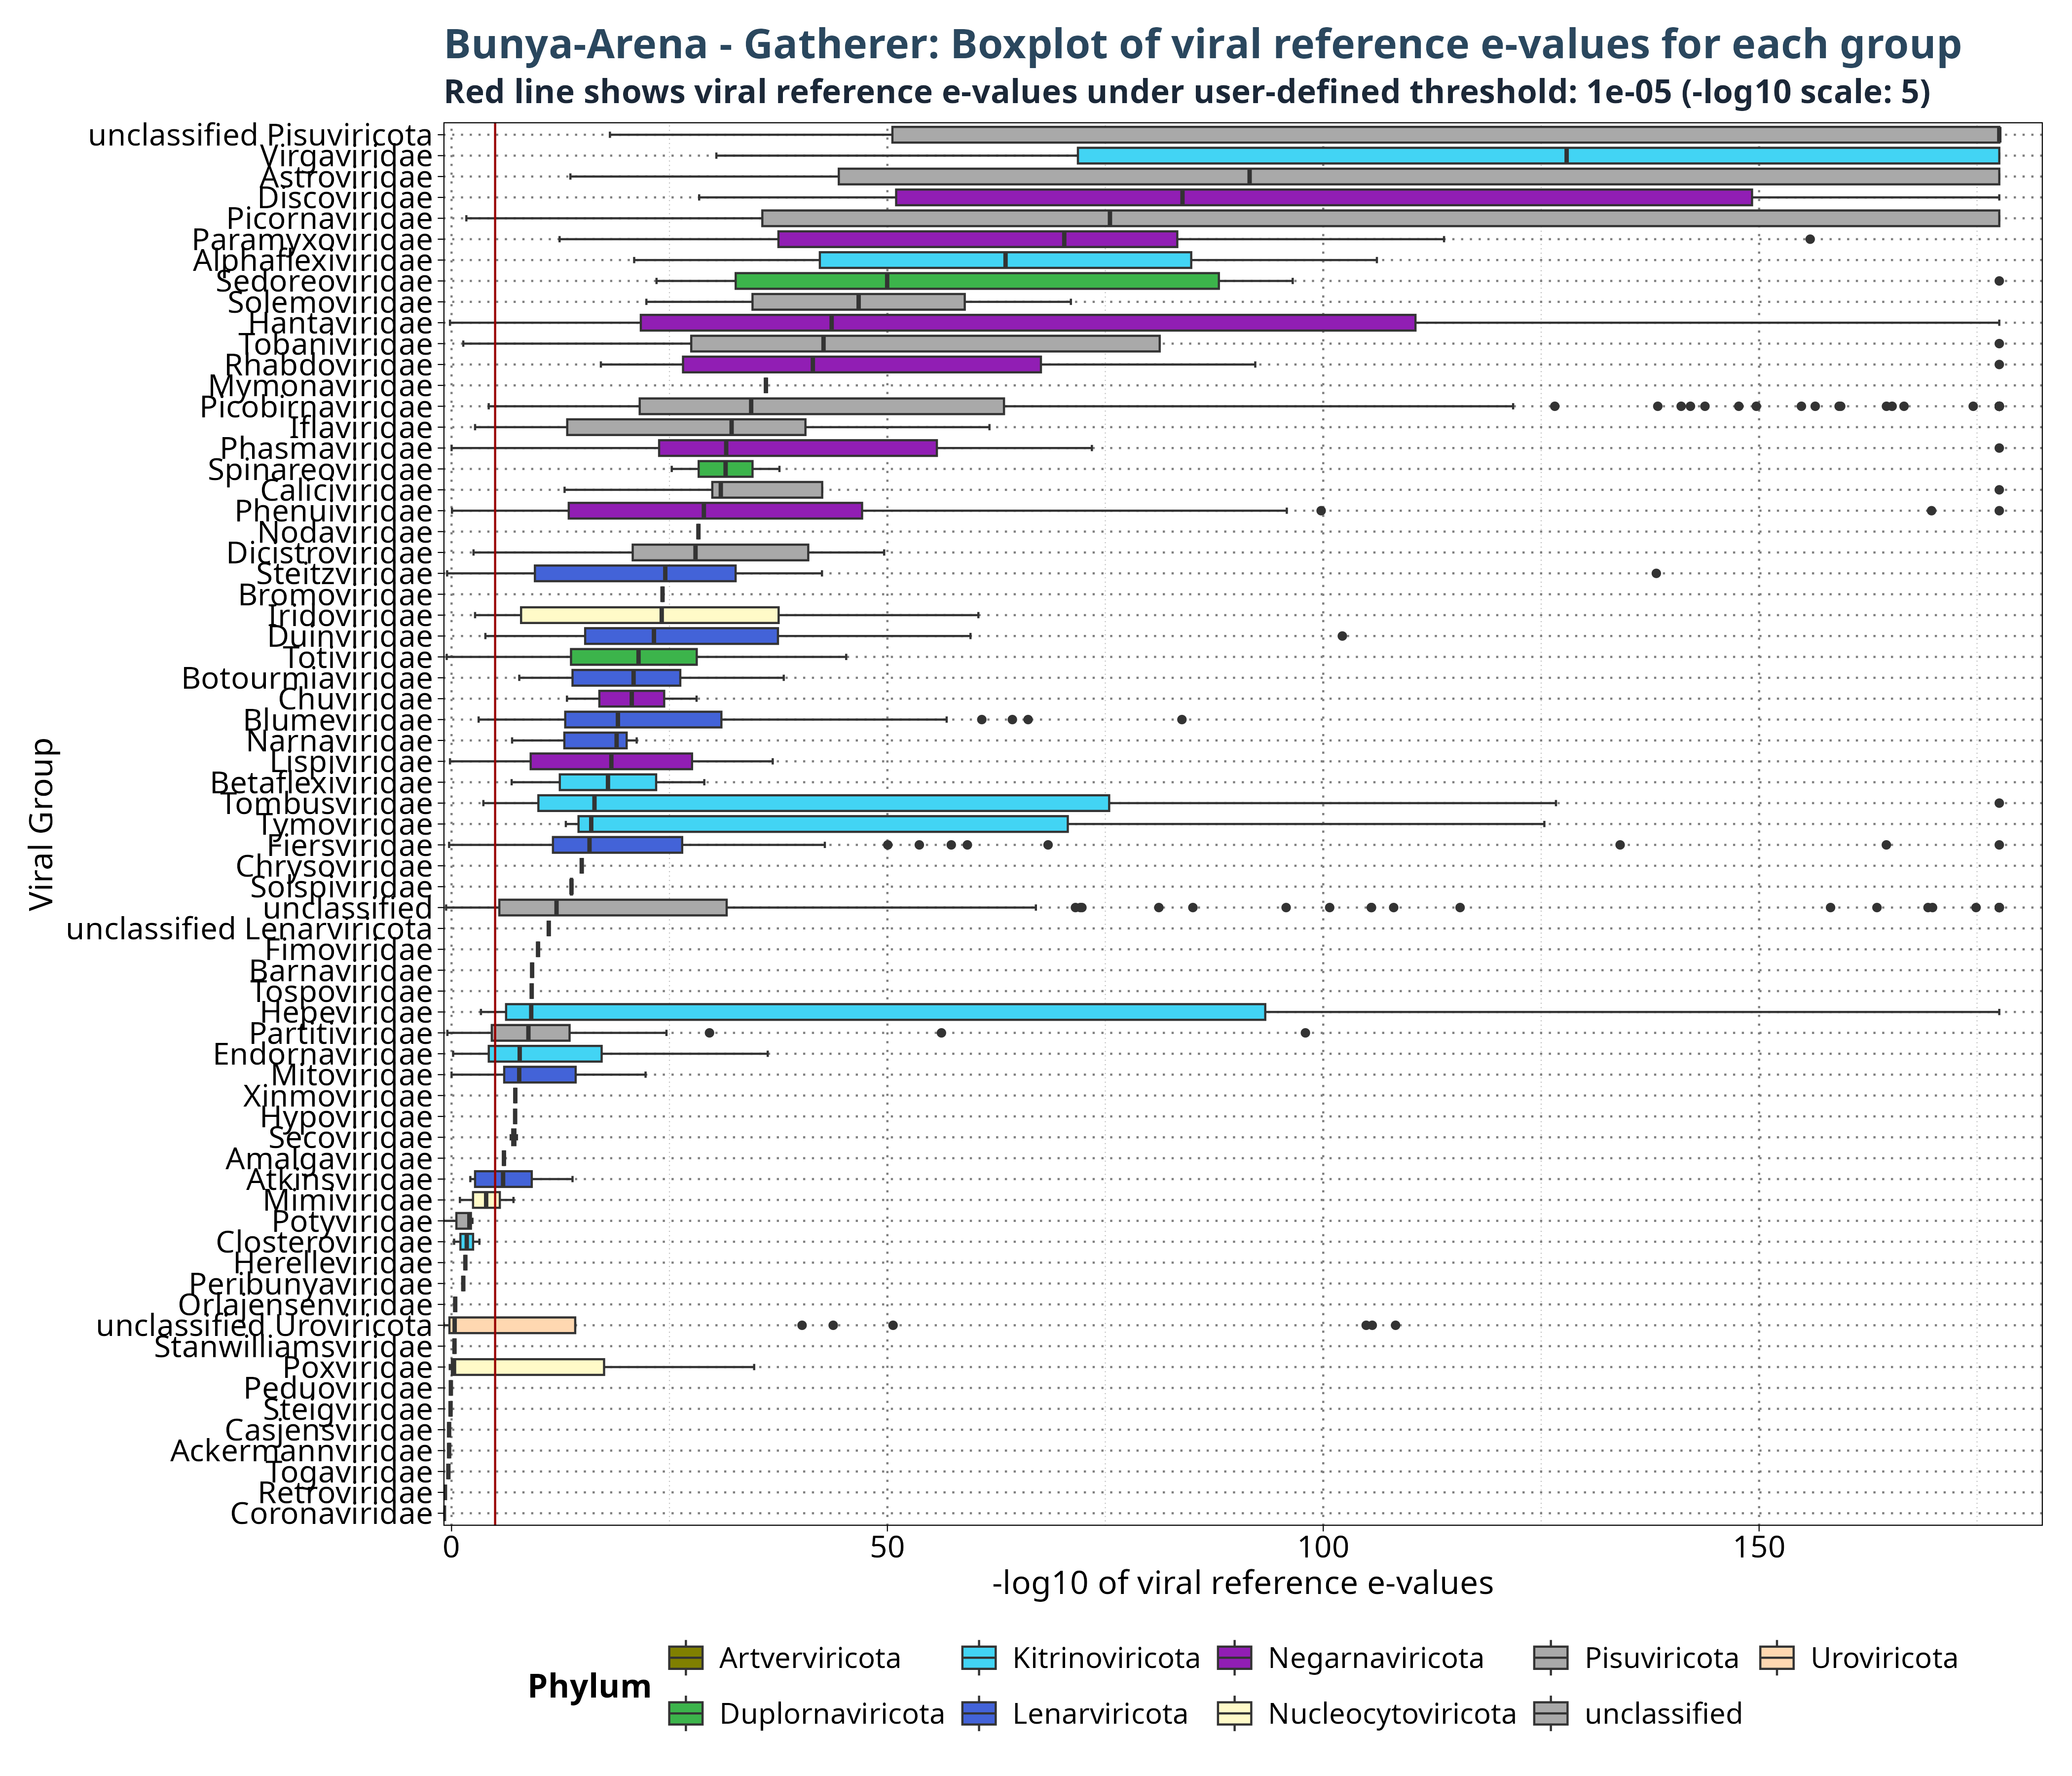 Bunya-Arena - Gatherer: Boxplot of viral reference e-values for each group
Red line shows viral reference e-values under user-defined threshold: 1e-05 (-log10 scale: 5)
Viral Group
unclassified Pisuviricota
Virgaviridae
Astroviridae
Discoviridae
Picornaviridae
Paramyxoviridae
Alphaflexiviridae
Sedoreoviridae
Solemoviridae
Hantaviridae
Tobaniviridae
Rhabdoviridae
Mymonaviridae
Picobirnaviridae
Iflaviridae
Phasmaviridae
Spinareoviridae
Caliciviridae
Phenuiviridae
Nodaviridae
Dicistroviridae
Steitzviridae
Bromoviridae
Iridoviridae
Duinviridae
Totiviridae
Botourmiaviridae
Chuviridae
Blumeviridae
Narnaviridae
Lispiviridae
Betaflexiviridae
Tombusviridae
Tymoviridae
Fiersviridae
Chrysoviridae
Solspiviridae
unclassified
unclassified Lenarviricota
Fimoviridae
Barnaviridae
Tospoviridae
Hepeviridae
Partitiviridae
Endornaviridae
Mitoviridae
Xinmoviridae
Hypoviridae
Secoviridae
Amalgaviridae
Atkinsviridae
Mimiviridae
Potyviridae
Closteroviridae
Herelleviridae
Peribunyaviridae
Orlajensenviridae
unclassified Uroviricota
Stanwilliamsviridae
Poxviridae
Peduoviridae
Steigviridae
Casjensviridae
Ackermannviridae
Togaviridae
Retroviridae
Coronaviridae
0 50 100 150
-log10 of viral reference e-values
Phylum
Artverviricota Kitrinoviricota Negarnaviricota Pisuviricota Uroviricota
Duplornaviricota Lenarviricota Nucleocytoviricota unclassified